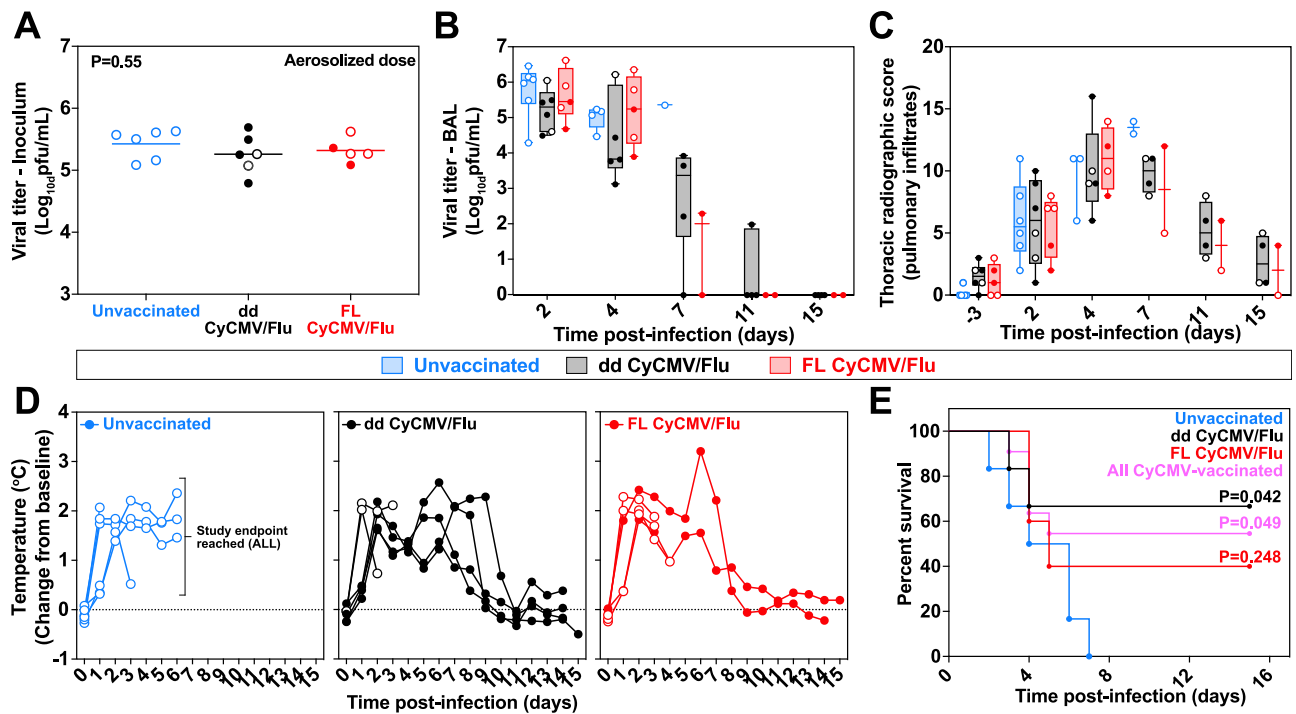 A
P=0.55
Aerosolized dose
Viral titer - Inoculum
(Log10dpfu/mL)
7
6
5
4
3
Unvaccinated
dd
CyCMV/Flu
FL
CyCMV/Flu
B
Viral titer - BAL
(Log10dpfu/mL)
7
6
5
4
3
2
1
0
2
4
7
11
15
Time post-infection (days)
C
Thoracic radiographic score
(pulmonary infiltrates)
20
15
10
5
0
-3
2
4
7
11
15
Time post-infection (days)
Unvaccinated
dd CyCMV/Flu
FL CyCMV/Flu
D
Temperature (°C)
(Change from baseline)
4
3
2
1
0
-1
Unvaccinated
Study endpoint
reached (ALL)
0 1 2 3 4 5 6 7 8 9 10 11 12 13 14 15
dd CyCMV/Flu
0 1 2 3 4 5 6 7 8 9 10 11 12 13 14 15
FL CyCMV/Flu
0 1 2 3 4 5 6 7 8 9 10 11 12 13 14 15
Time post-infection (days)
E
Percent survival
100
80
60
40
20
0
Unvaccinated
dd CyCMV/Flu
FL CyCMV/Flu
All CyCMV-vaccinated
P=0.042
P=0.049
P=0.248
0
4
8
12
16
Time post-infection (days)